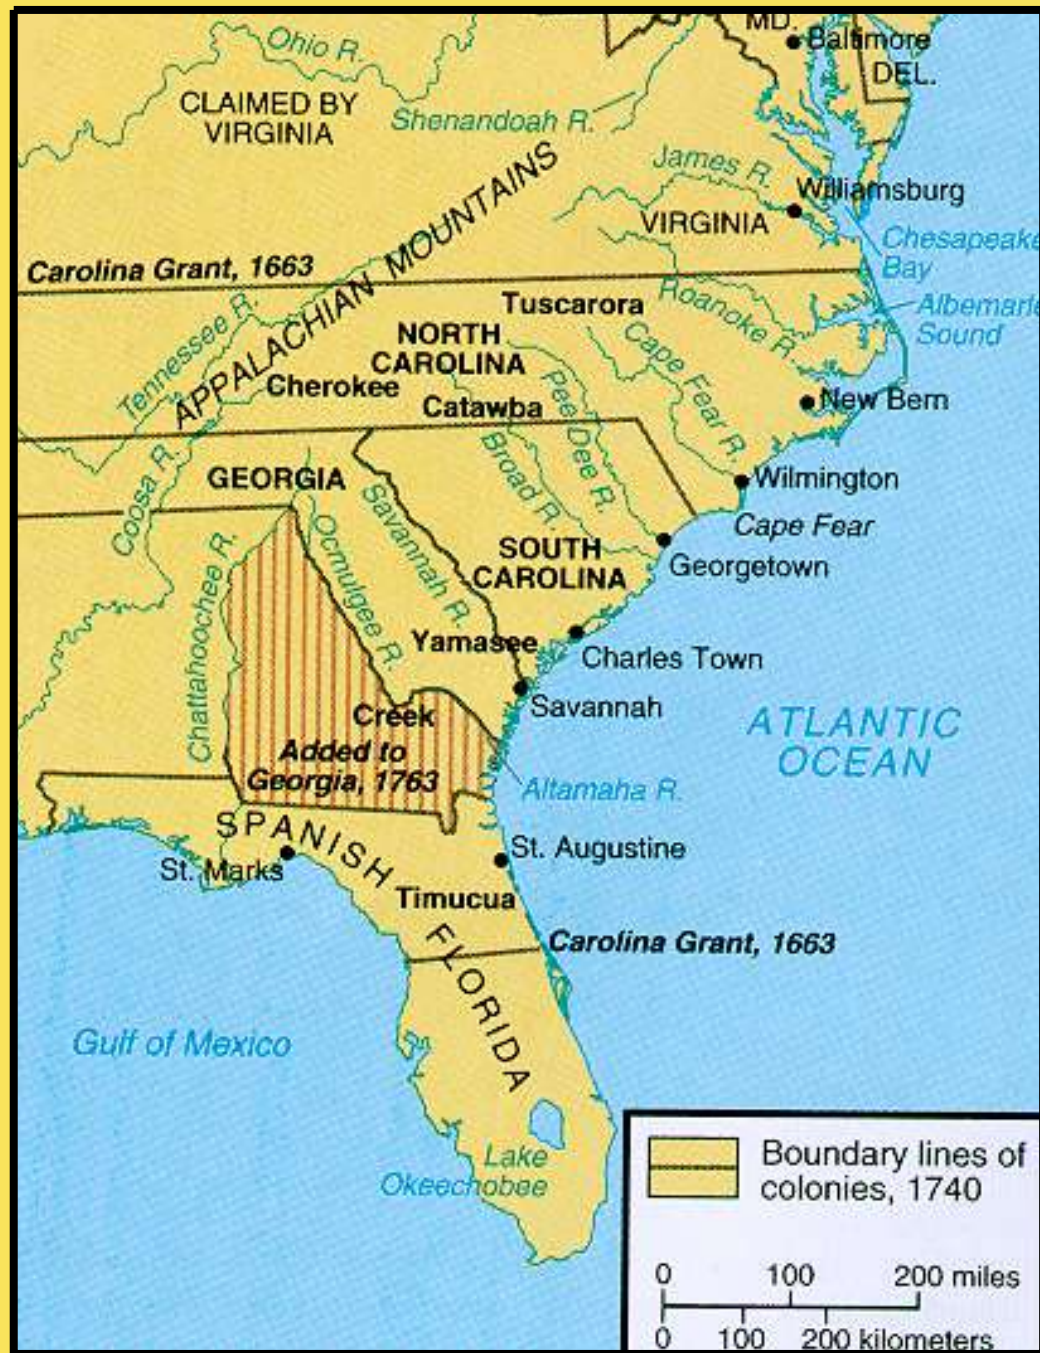 MD.
Baltimore
DEL.
Ohio R.
CLAIMED BY
VIRGINIA
Shenandoah R.
James R.
Williamsburg
VIRGINIA
Chesapeake
Bay
APPALACHIAN MOUNTAINS
Carolina Grant, 1663
Tuscarora
Roanoke R.
Albemarle
Sound
Tennessee R.
NORTH
CAROLINA
Cape Fear R.
Cherokee
Catawba
Pee Dee R.
New Bern
Coosa R.
GEORGIA
Broad R.
Wilmington
Savannah R.
Ocmulgee R.
Cape Fear
Chattahoochee R.
SOUTH
CAROLINA
Georgetown
Yamasee
Charles Town
Savannah
Creek
ATLANTIC
OCEAN
Added to
Georgia, 1763
Altamaha R.
SPANISH FLORIDA
St. Augustine
St. Marks
Timucua
Carolina Grant, 1663
Gulf of Mexico
Lake
Okeechobee
Boundary lines of
colonies, 1740
0 100 200 miles
0 100 200 kilometers